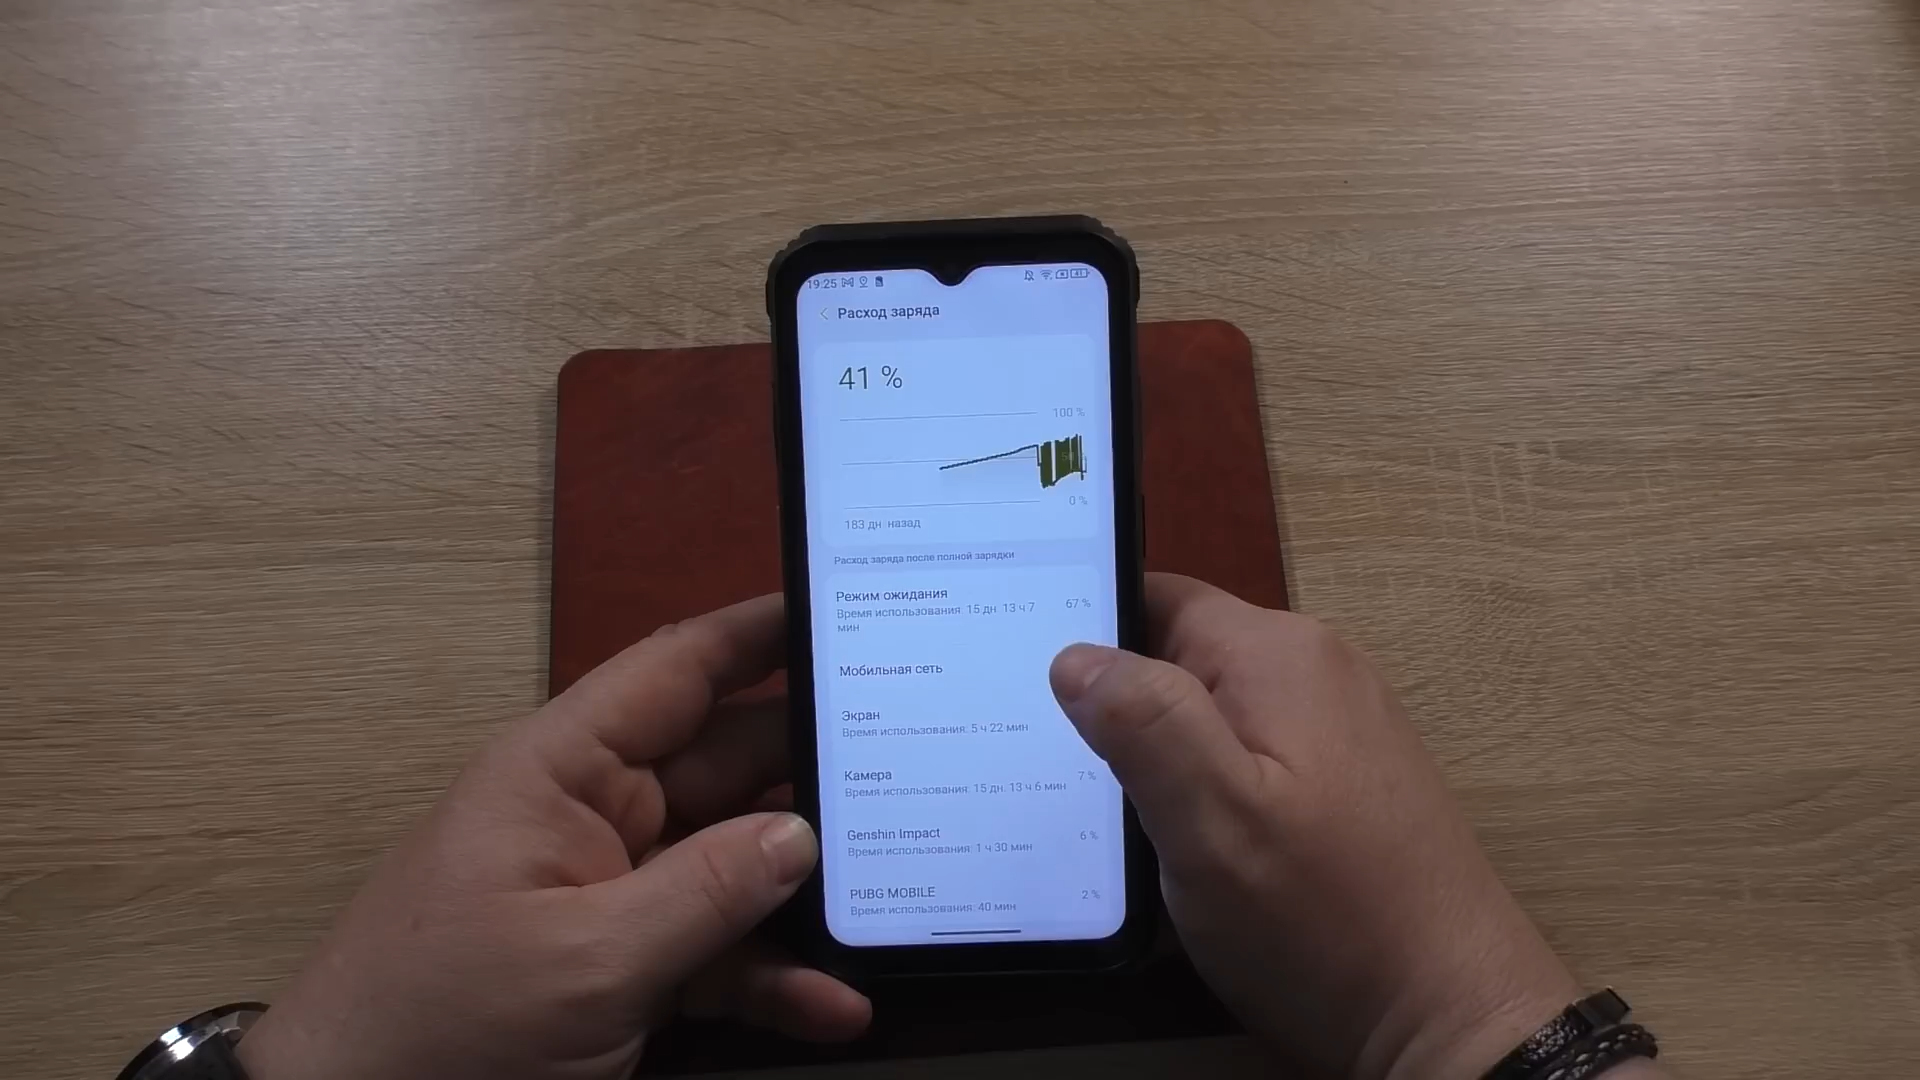 19:25
Расход заряда
41 %
100 %
50
0 %
183 дн назад
Расход заряда после полной зарядки
Режим ожидания
67 %
Время использования: 15 дн. 13 ч 7
мин
Мобильная сеть
Экран
Время использования: 5 ч 22 мин
Камера
7 %
Время использования: 15 дн. 13 ч 6 мин
Genshin Impact
6 %
Время использования: 1 ч 30 мин
PUBG MOBILE
2 %
Время использования: 40 мин